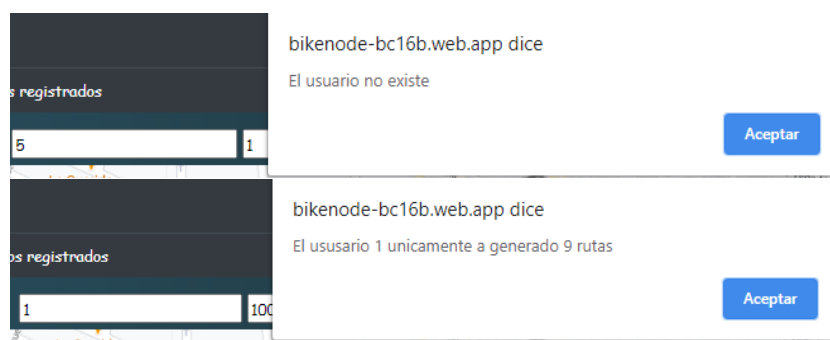 bikenode-bc16b.web.app dice
El usuario no existe
s registrados
Aceptar
5 1
bikenode-bc16b.web.app dice
El ususario 1 unicamente a generado 9 rutas
os registrados
Aceptar
1 100